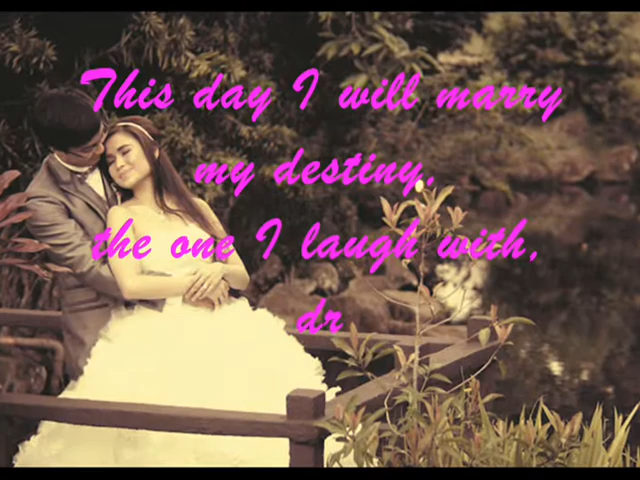 This day I will marry
my destiny,
the one I laugh with,
dr